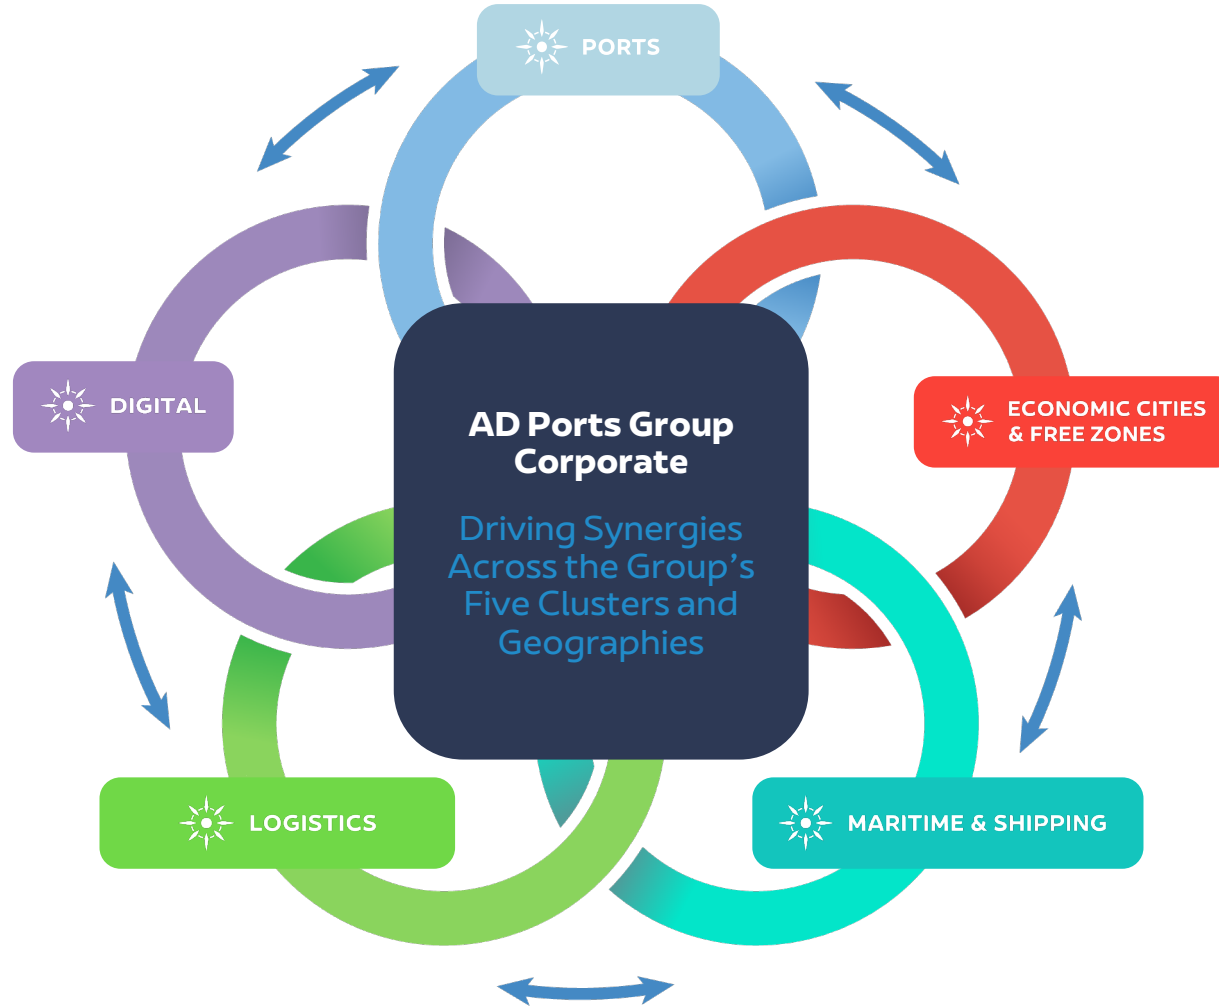 PORTS
DIGITAL
ECONOMIC CITIES
& FREE ZONES
AD Ports Group
Corporate
Driving Synergies
Across the Group’s
Five Clusters and
Geographies
LOGISTICS
MARITIME & SHIPPING